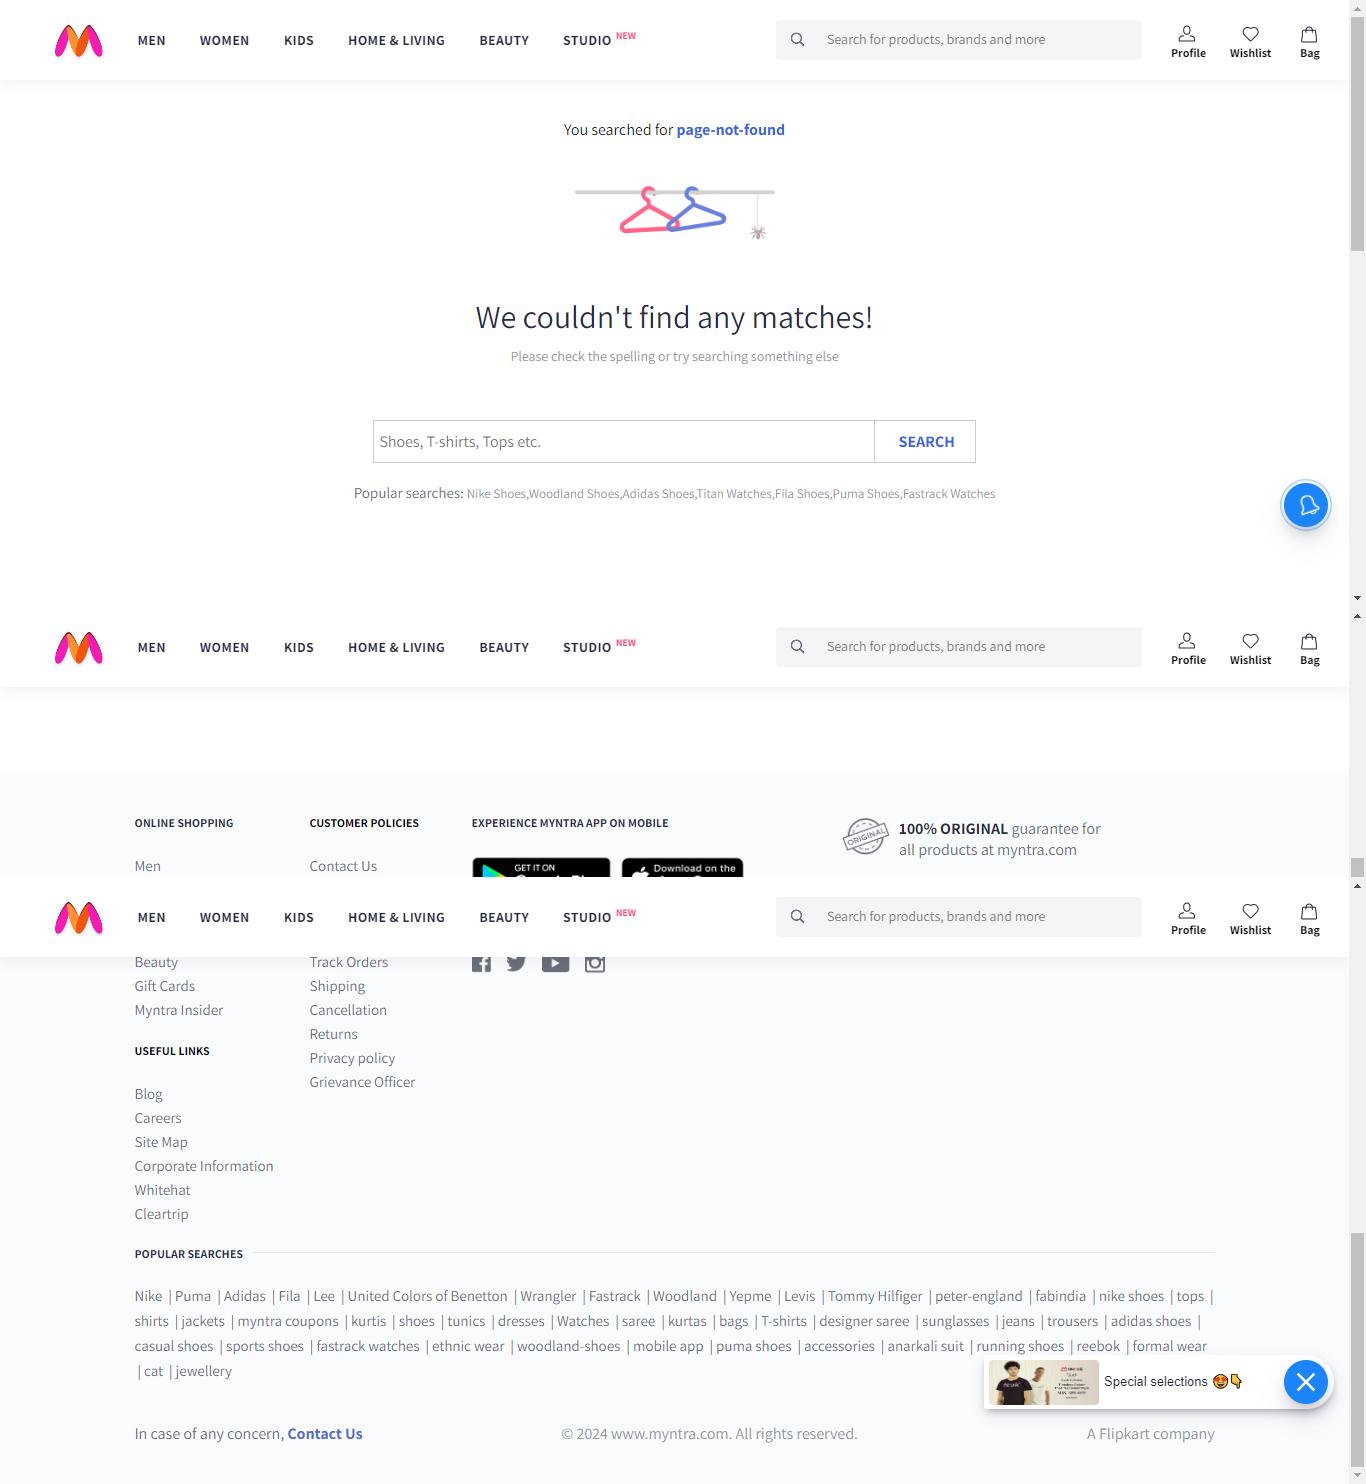 MEN WOMEN KIDS HOME & LIVING BEAUTY STUDIO NEW Search for products, brands and more Profile Wishlist Bag
You searched for page-not-found
We couldn't find any matches!
Please check the spelling or try searching something else
Shoes, T-shirts, Tops etc. SEARCH
Popular searches: Nike Shoes,Woodland Shoes,Adidas Shoes,Titan Watches,Fila Shoes,Puma Shoes,Fastrack Watches
MEN WOMEN KIDS HOME & LIVING BEAUTY STUDIO NEW Search for products, brands and more Profile Wishlist Bag
ONLINE SHOPPING
Men
CUSTOMER POLICIES
Contact Us
EXPERIENCE MYNTRA APP ON MOBILE
GET IT ON
Download on the
ORIGINAL
100% ORIGINAL guarantee for
all products at myntra.com
MEN WOMEN KIDS HOME & LIVING BEAUTY STUDIO NEW Search for products, brands and more Profile Wishlist Bag
Beauty
Gift Cards
Myntra Insider
USEFUL LINKS
Blog
Careers
Site Map
Corporate Information
Whitehat
Cleartrip
Track Orders
Shipping
Cancellation
Returns
Privacy policy
Grievance Officer
POPULAR SEARCHES
Nike | Puma | Adidas | Fila | Lee | United Colors of Benetton | Wrangler | Fastrack | Woodland | Yepme | Levis | Tommy Hilfiger | peter-england | fabindia | nike shoes | tops |
shirts | jackets | myntra coupons | kurtis | shoes | tunics | dresses | Watches | saree | kurtas | bags | T-shirts | designer saree | sunglasses | jeans | trousers | adidas shoes |
casual shoes | sports shoes | fastrack watches | ethnic wear | woodland-shoes | mobile app | puma shoes | accessories | anarkali suit | running shoes | reebok | formal wear
| cat | jewellery
Special selections 😍👇
In case of any concern, Contact Us © 2024 www.myntra.com. All rights reserved. A Flipkart company